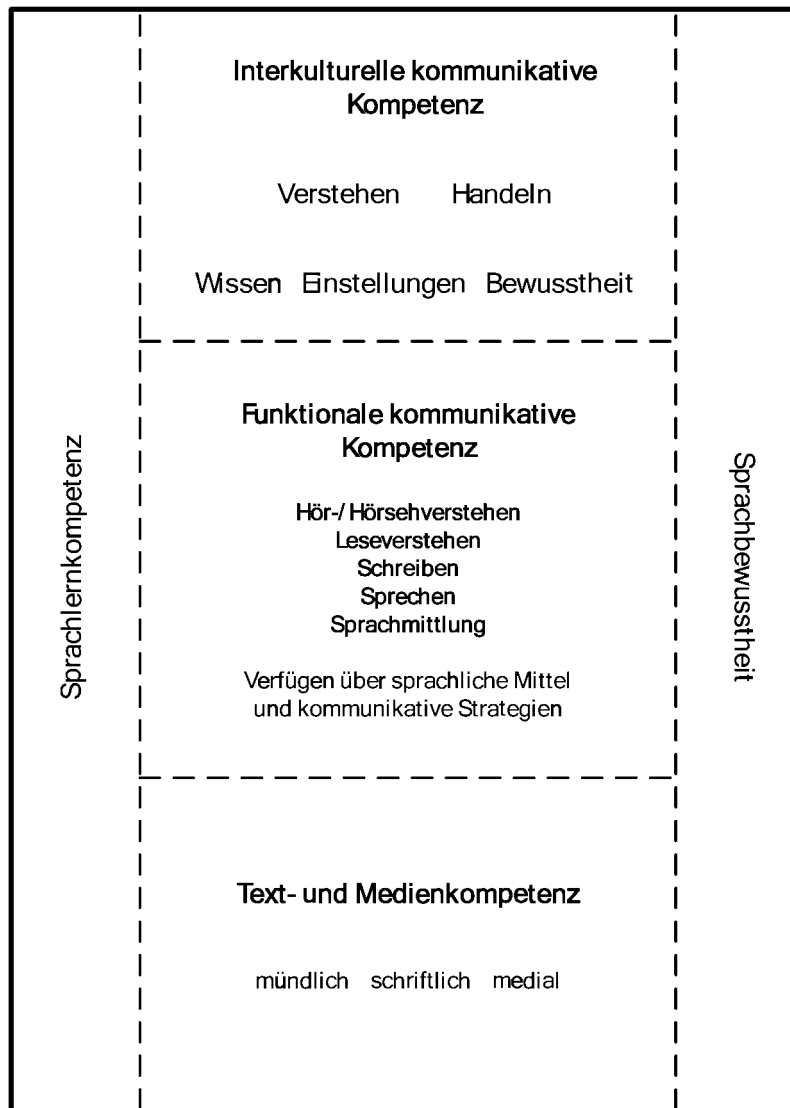 Interkulturelle kommunikative
Kompetenz
Verstehen Handeln
Wissen Einstellungen Bewusstheit
Sprachlernkompetenz
Funktionale kommunikative
Kompetenz
Hör-/ Hörsehverstehen
Leseverstehen
Schreiben
Sprechen
Sprachmittlung
Verfügen über sprachliche Mittel
und kommunikative Strategien
Sprachbewusstheit
Text- und Medienkompetenz
mündlich schriftlich medial